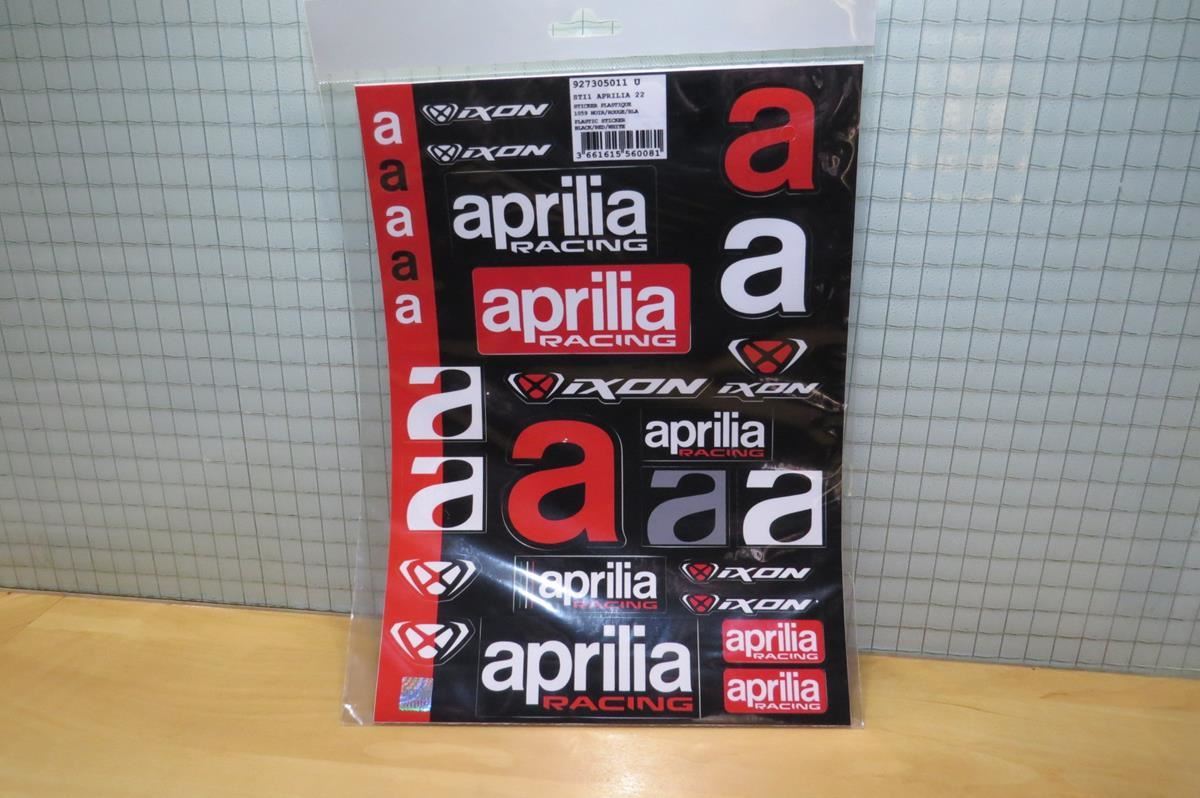 927305011 U
STI1 APRILIA 22
STICKER PLASTIQUE
1059 NOIR/ROUGE/BLA
PLASTIC STICKER
BLACK/RED/WHITE
3 661615 560081
a
a
a
a
a
iXON
iXON
aprilia
RACING
aprilia
RACING
a
a
iXON
iXON
a
a
a
aprilia
RACING
a
a
aprilia
RACING
iXON
iXON
aprilia
RACING
aprilia
RACING
aprilia
RACING